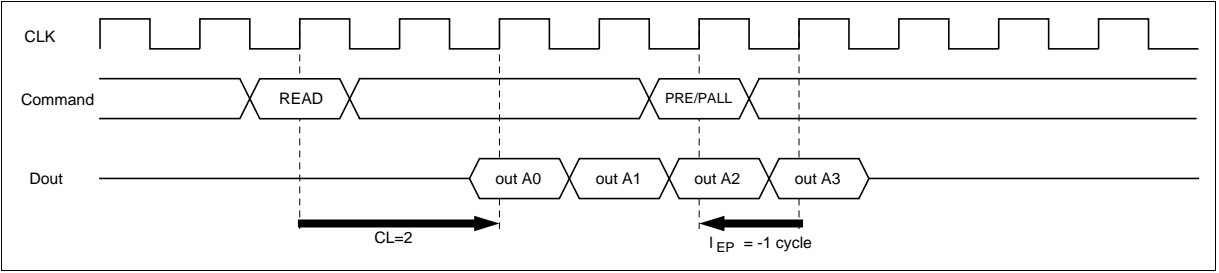 CLK
Command READ PRE/PALL
Dout out A0 out A1 out A2 out A3
CL=2 lEP = -1 cycle